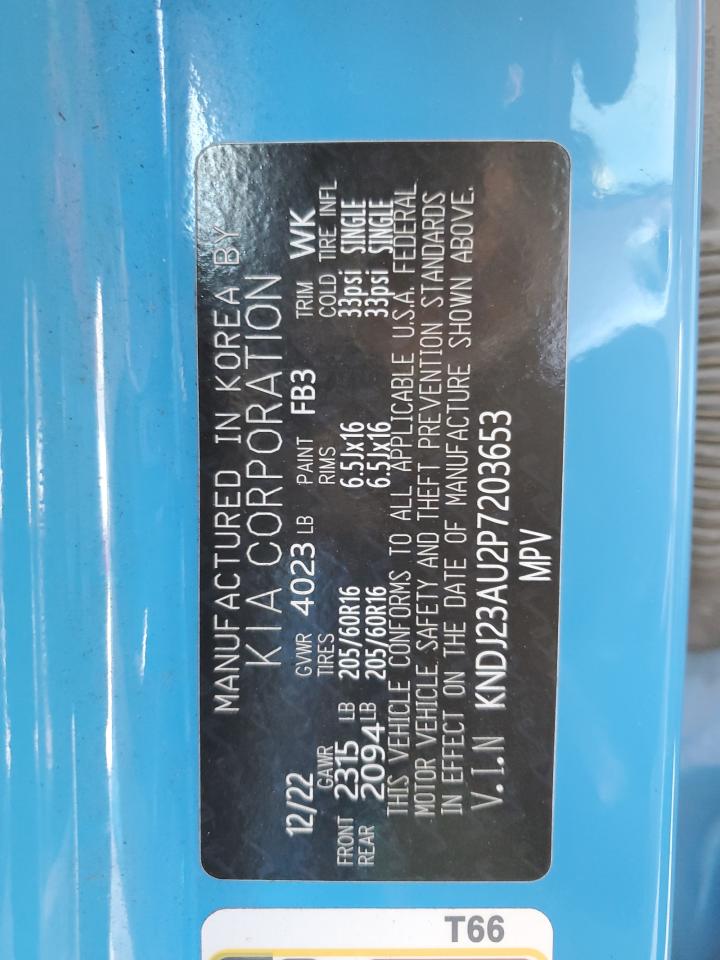 MANUFACTURED IN KOREA BY
KIA CORPORATION
12/22 GVWR 4023 LB PAINT FB3 TRIM WK
GAWR TIRES RIMS COLD TIRE INFL
FRONT 2315 LB 205/60R16 6.5Jx16 33psi SINGLE
REAR 2094 LB 205/60R16 6.5Jx16 33psi SINGLE
THIS VEHICLE CONFORMS TO ALL APPLICABLE U.S.A. FEDERAL
MOTOR VEHICLE, SAFETY AND THEFT PREVENTION STANDARDS
IN EFFECT ON THE DATE OF MANUFACTURE SHOWN ABOVE.
V.I.N KNDJ23AU2P7203653
MPV
T66